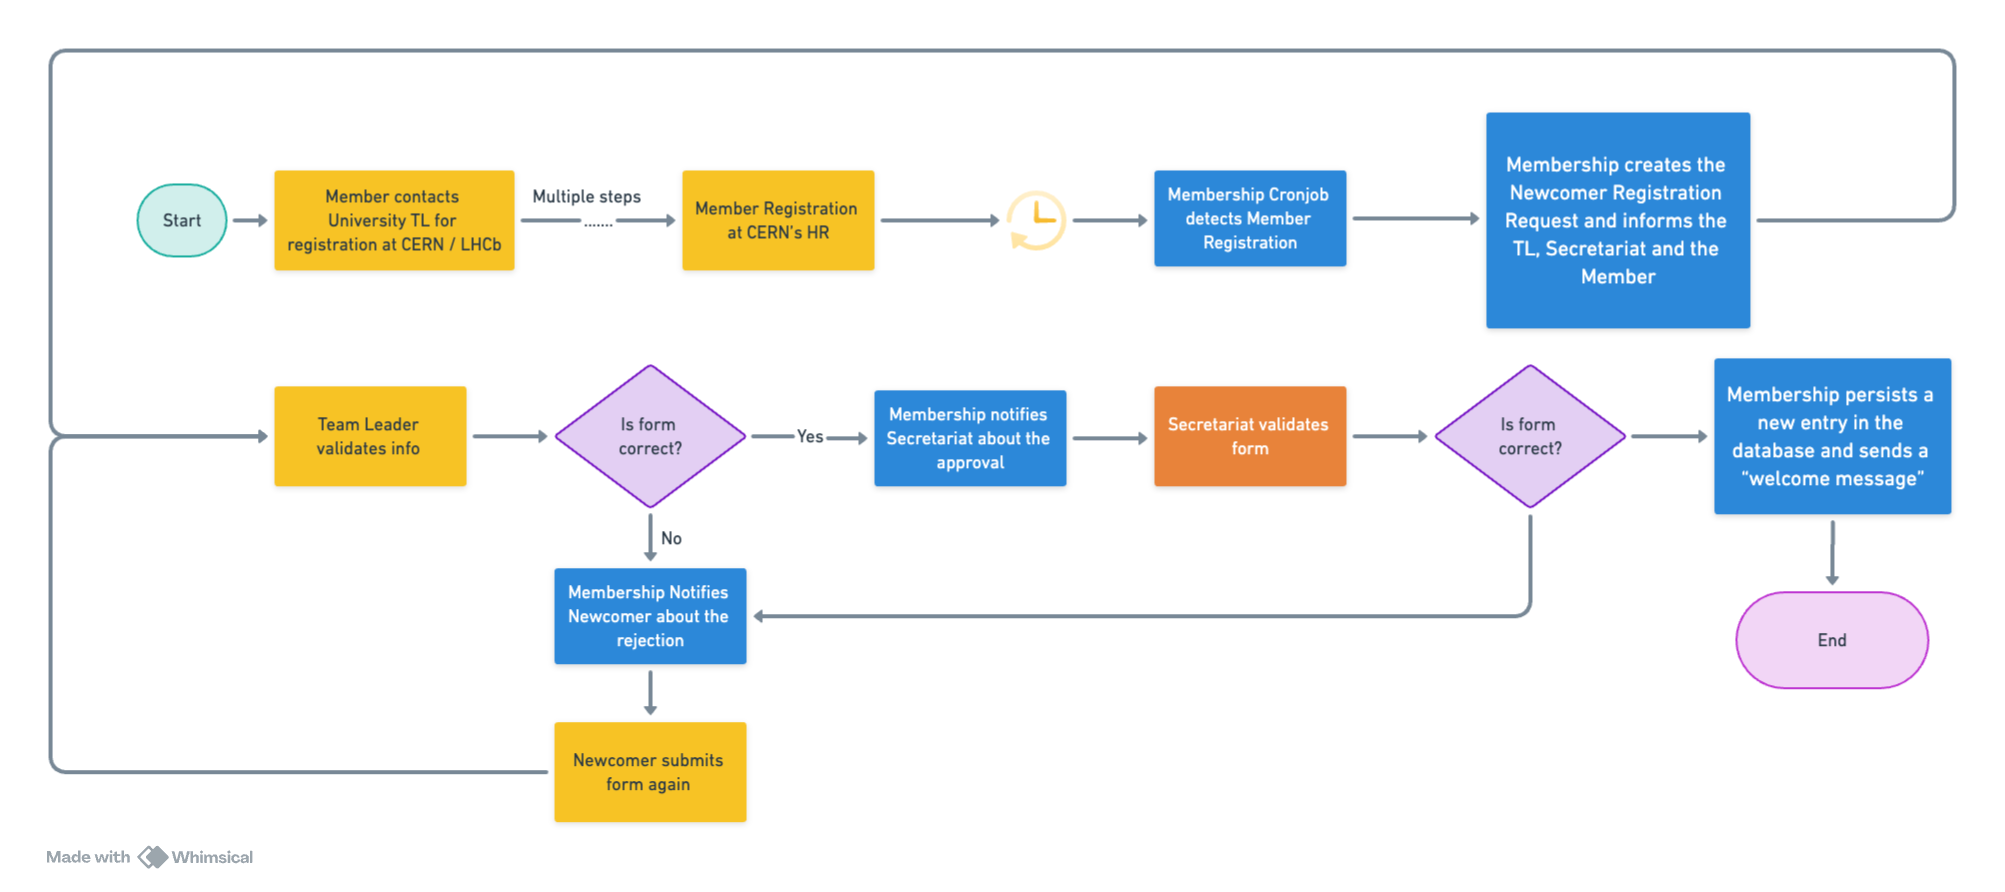 Start
Member contacts
University TL for
registration at CERN / LHCb
Multiple steps
.......
Member Registration
at CERN's HR
Membership Cronjob
detects Member
Registration
Membership creates the
Newcomer Registration
Request and informs the
TL, Secretariat and the
Member
Team Leader
validates info
Is form
correct?
Yes
Membership notifies
Secretariat about the
approval
Secretariat validates
form
Is form
correct?
Membership persists a
new entry in the
database and sends a
“welcome message”
No
Membership Notifies
Newcomer about the
rejection
End
Newcomer submits
form again
Made with Whimsical